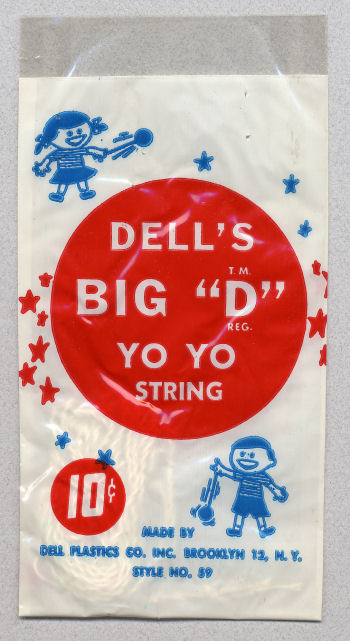 DELL'S
T.M.
BIG "D"
REG.
YO YO
STRING
10¢
MADE BY
DELL PLASTICS CO. INC. BROOKLYN 12, N. Y.
STYLE NO. 59